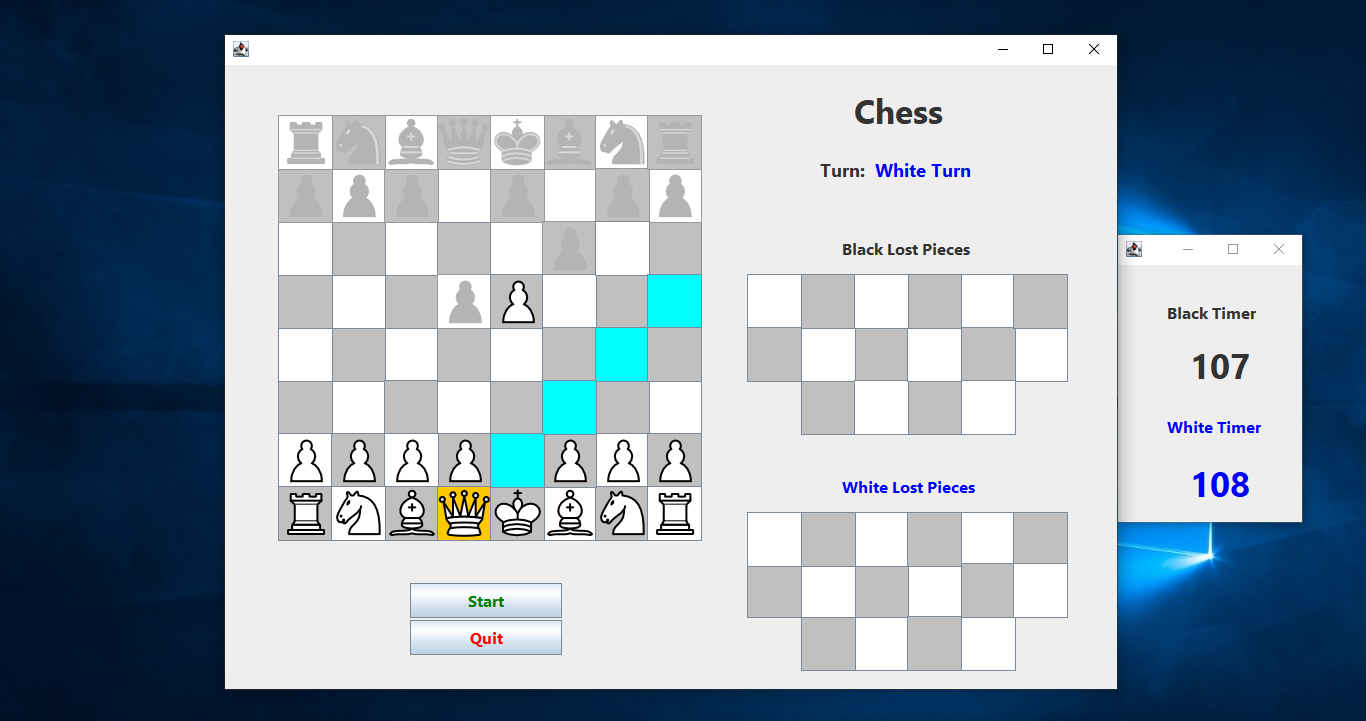 Chess
Turn: White Turn
Black Lost Pieces
White Lost Pieces
Start
Quit
Black Timer
107
White Timer
108